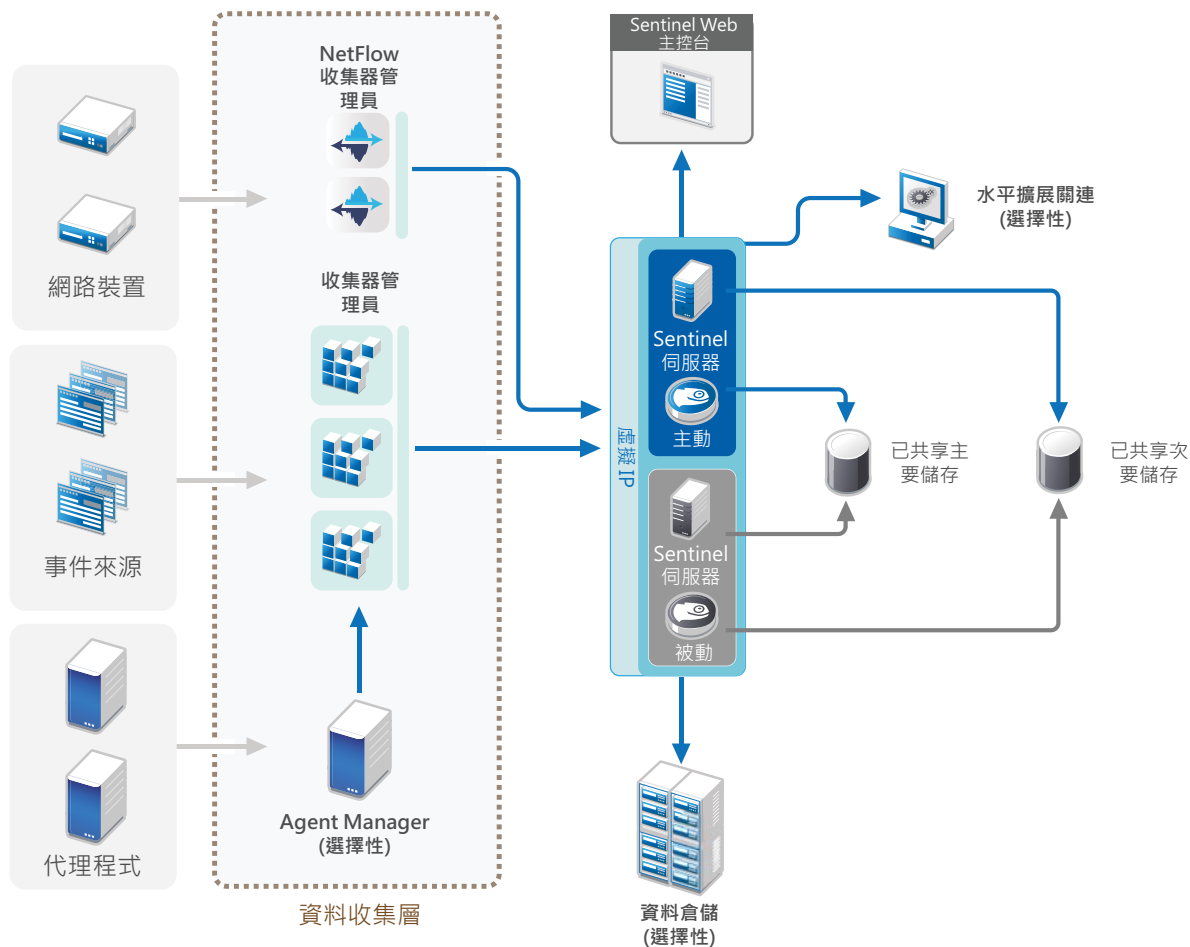 Sentinel Web
主控台
NetFlow
收集器管
理員
水平擴展關連
(選擇性)
網路裝置
收集器管
理員
Sentinel
伺服器
主動
虛擬 IP
已共享主
要儲存
已共享次
要儲存
Sentinel
伺服器
被動
事件來源
Agent Manager
(選擇性)
代理程式
資料收集層
資料倉儲
(選擇性)